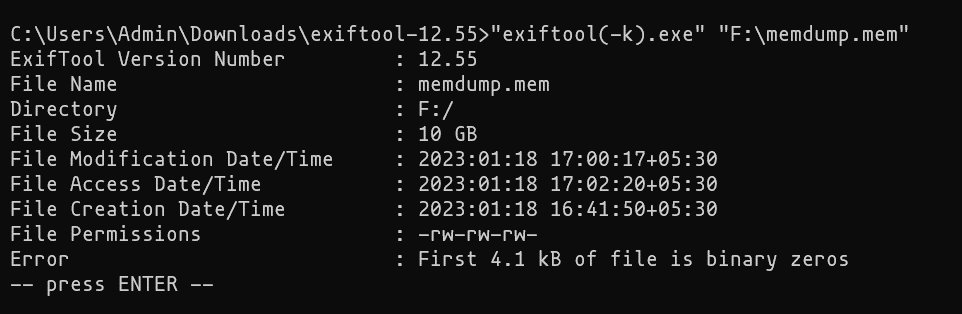 C:\Users\Admin\Downloads\exiftool-12.55>"exiftool(-k).exe" "F:\memdump.mem"
ExifTool Version Number : 12.55
File Name : memdump.mem
Directory : F:/
File Size : 10 GB
File Modification Date/Time : 2023:01:18 17:00:17+05:30
File Access Date/Time : 2023:01:18 17:02:20+05:30
File Creation Date/Time : 2023:01:18 16:41:50+05:30
File Permissions : -rw-rw-rw-
Error : First 4.1 kB of file is binary zeros
-- press ENTER --